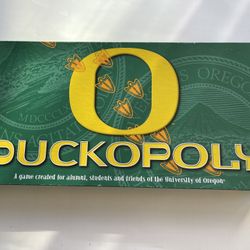 O
DUCKOPOLY
A game created for alumni, students and friends of the University of Oregon